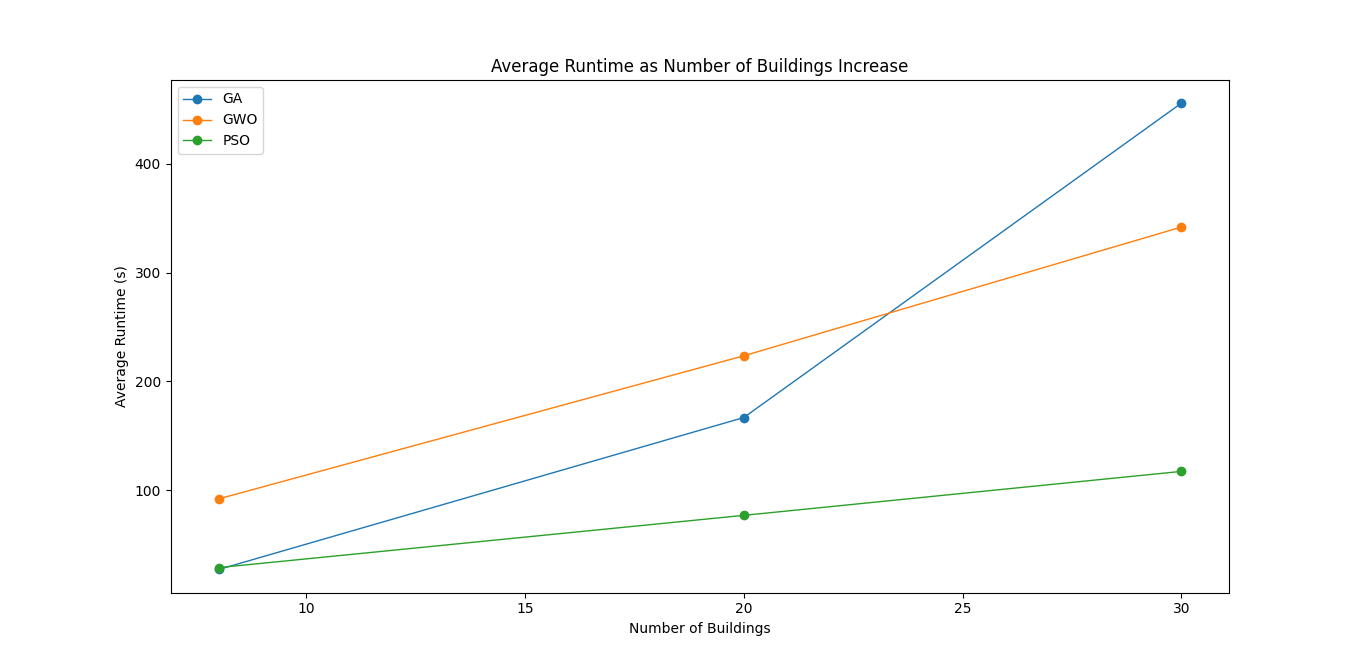 Average Runtime as Number of Buildings Increase
GA
GWO
PSO
400
300
200
100
Average Runtime (s)
10 15 20 25 30
Number of Buildings